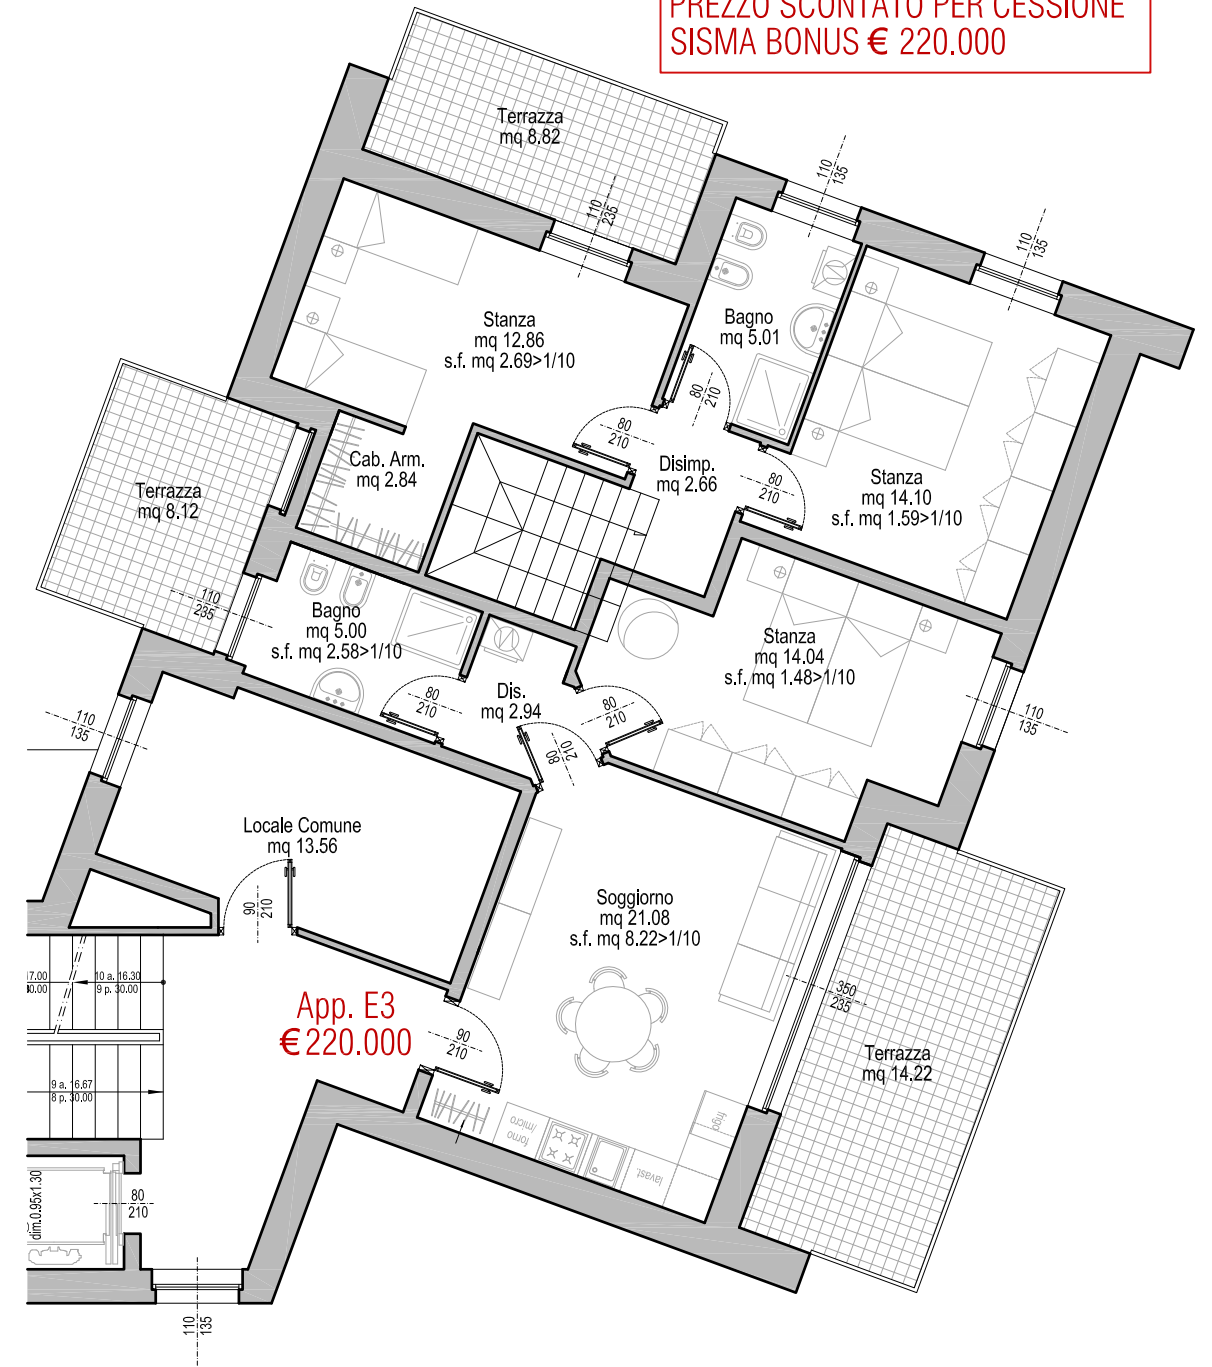 PREZZO SCONTATO PER CESSIONE
SISMA BONUS € 220.000
Terrazza
mq 8.82
110
135
110
235
110
135
Stanza
mq 12.86
s.f. mq 2.69>1/10
Bagno
mq 5.01
80
210
80
210
Cab. Arm.
mq 2.84
Disimp.
mq 2.66
80
210
Stanza
mq 14.10
s.f. mq 1.59>1/10
Terrazza
mq 8.12
110
235
Bagno
mq 5.00
s.f. mq 2.58>1/10
Stanza
mq 14.04
s.f. mq 1.48>1/10
Dis.
mq 2.94
80
210
80
210
80
210
110
135
110
135
Locale Comune
mq 13.56
90
210
Soggiorno
mq 21.08
s.f. mq 8.22>1/10
350
235
7.00
10 a. 16.30
9 p. 30.00
App. E3
€ 220.000
90
210
Terrazza
mq 14.22
9 a. 16.67
8 p. 30.00
forno
/micro
lavast.
frigo
dim.0.95x1.30
80
210
110
135